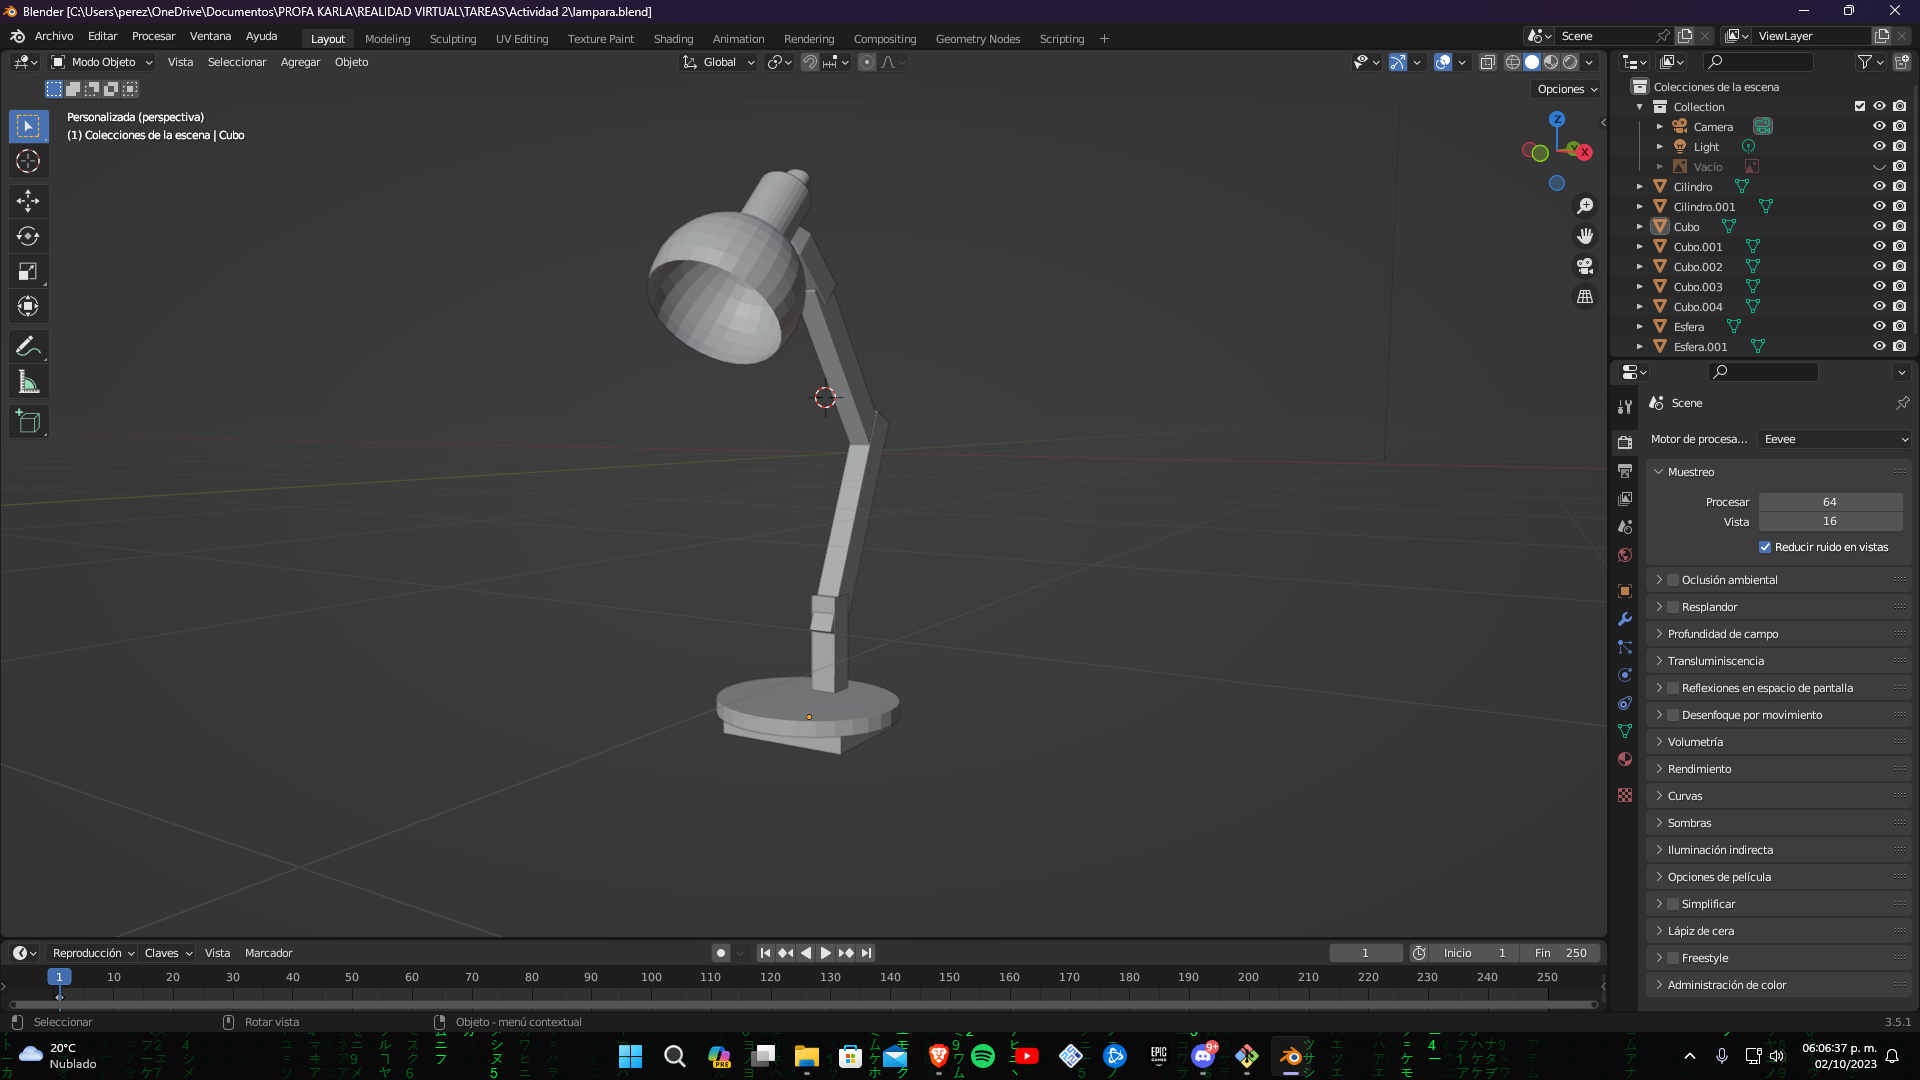 Blender [C:\Users\perez\OneDrive\Documentos\PROFA KARLA\REALIDAD VIRTUAL\TAREAS\Actividad 2\lampara.blend]
Archivo Editar Procesar Ventana Ayuda Layout Modeling Sculpting UV Editing Texture Paint Shading Animation Rendering Compositing Geometry Nodes Scripting + Scene ViewLayer
Modo Objeto Vista Seleccionar Agregar Objeto Global
Opciones
Personalizada (perspectiva)
(1) Colecciones de la escena | Cubo
Z
Y
X
Colecciones de la escena
Collection
Camera
Light
Vacío
Cilindro
Cilindro.001
Cubo
Cubo.001
Cubo.002
Cubo.003
Cubo.004
Esfera
Esfera.001
Scene
Motor de procesa... Eevee
Muestreo
Procesar 64
Vista 16
Reducir ruido en vistas
Oclusión ambiental
Resplandor
Profundidad de campo
Transluminiscencia
Reflexiones en espacio de pantalla
Desenfoque por movimiento
Volumetría
Rendimiento
Curvas
Sombras
Iluminación indirecta
Opciones de película
Simplificar
Lápiz de cera
Freestyle
Administración de color
Reproducción Claves Vista Marcador 1 Inicio 1 Fin 250
1 10 20 30 40 50 60 70 80 90 100 110 120 130 140 150 160 170 180 190 200 210 220 230 240 250
Seleccionar Rotar vista Objeto - menú contextual 3.5.1
20°C
Nublado
PRE
EPIC
GAMES
9+
06:06:37 p. m.
02/10/2023